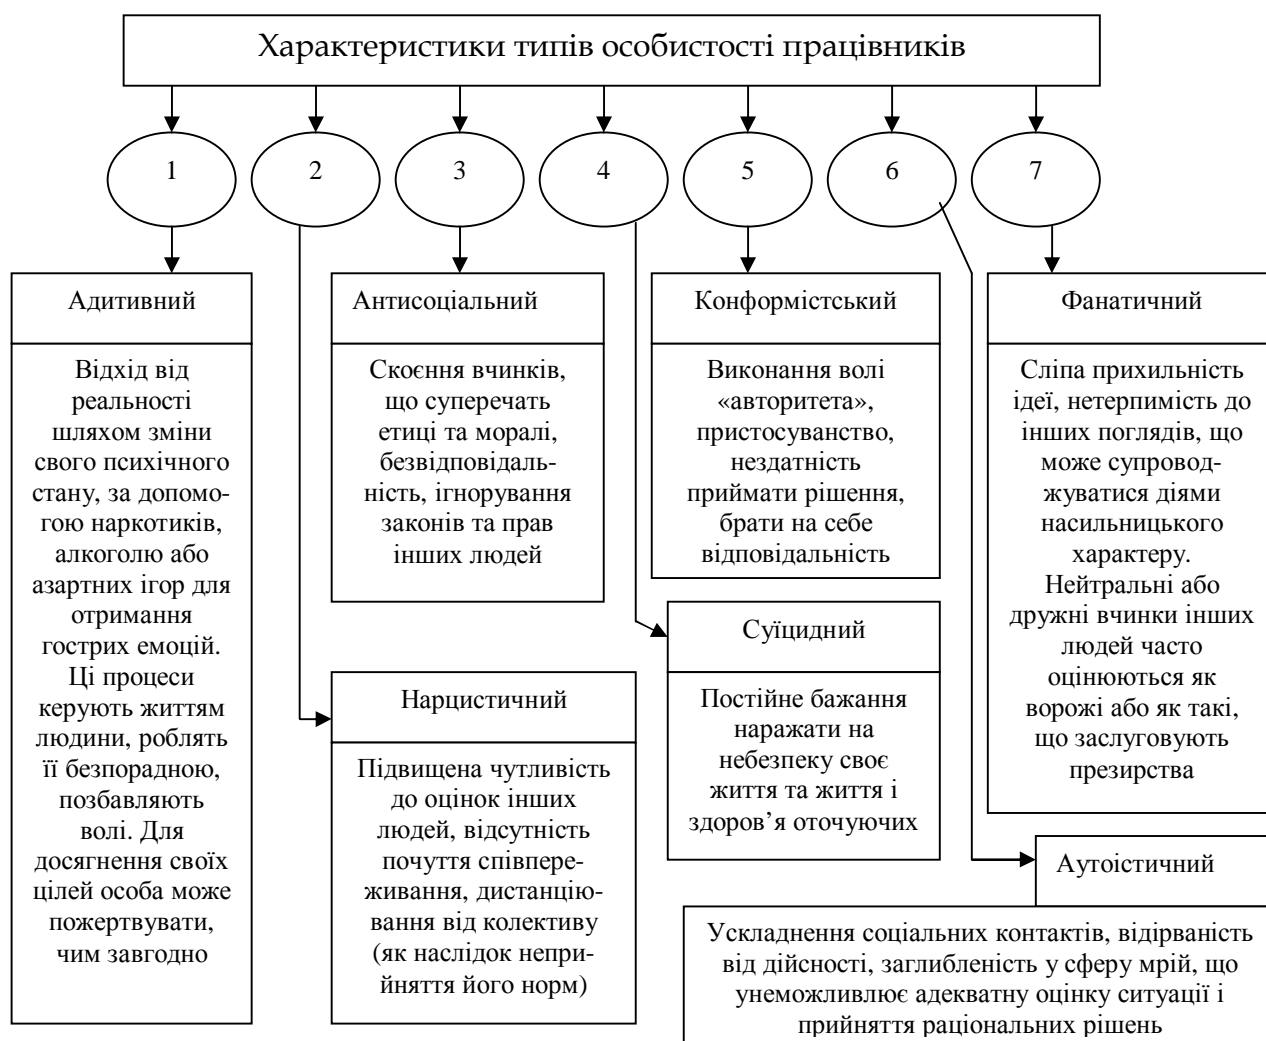 Характеристики типів особистості працівників
1
2
3
4
5
6
7
Адитивний
Відхід від
реальності
шляхом зміни
свого психічного
стану, за допомо-
гою наркотиків,
алкоголю або
азартних ігор для
отримання
гострих емоцій.
Ці процеси
керують життям
людини, роблять
її безпорадною,
позбавляють
волі. Для
досягнення своїх
цілей особа може
пожертвувати,
чим завгодно
Нарцистичний
Підвищена чутливість
до оцінок інших
людей, відсутність
почуття співпере-
живання, дистанцію-
вання від колективу
(як наслідок непри-
йняття його норм)
Антисоціальний
Скоєння вчинків,
що суперечать
етиці та моралі,
безвідповідаль-
ність, ігнорування
законів та прав
інших людей
Суїцидний
Постійне бажання
наражати на
небезпеку своє
життя та життя і
здоров’я оточуючих
Конформістський
Виконання волі
«авторитета»,
пристосуванство,
нездатність
приймати рішення,
брати на себе
відповідальність
Аутоістичний
Ускладнення соціальних контактів, відірваність
від дійсності, заглибленість у сферу мрій, що
унеможливлює адекватну оцінку ситуації і
прийняття раціональних рішень
Фанатичний
Сліпа прихильність
ідеї, нетерпимість до
інших поглядів, що
може супровод-
жуватися діями
насильницького
характеру.
Нейтральні або
дружні вчинки інших
людей часто
оцінюються як
ворожі або як такі,
що заслуговують
презирства